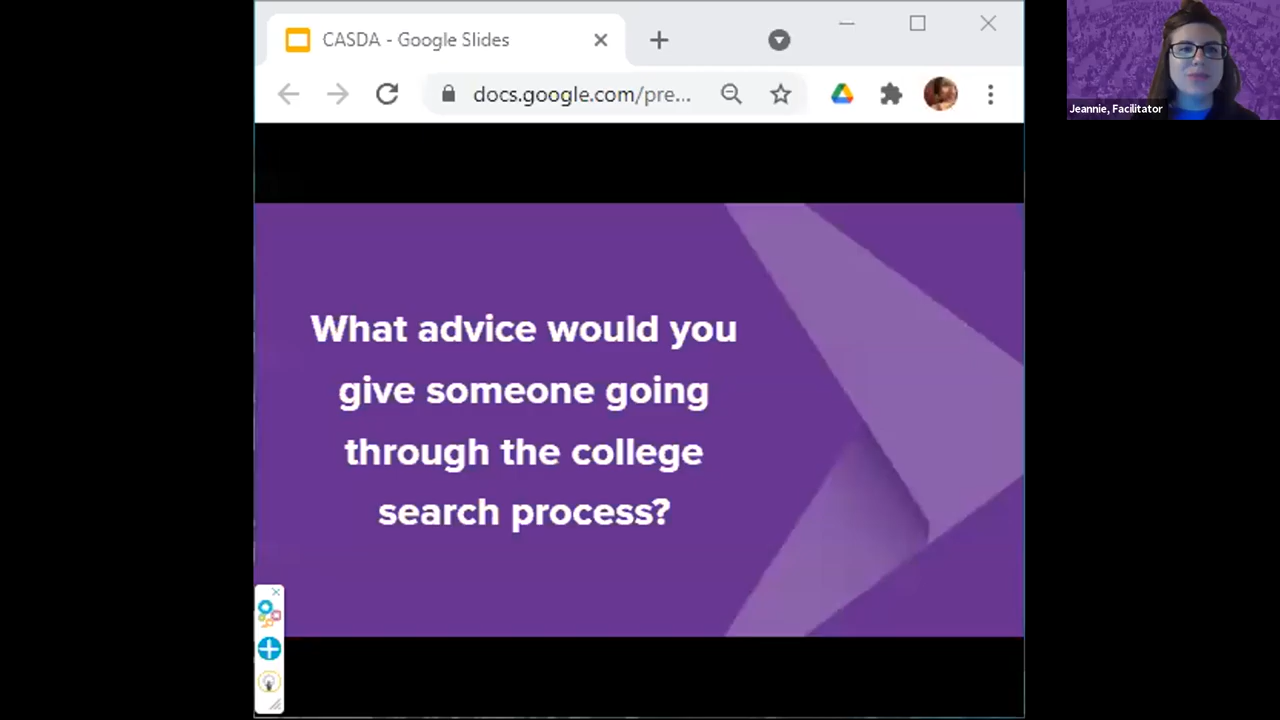 CASDA - Google Slides
docs.google.com/pre...
Jeannie, Facilitator
What advice would you
give someone going
through the college
search process?